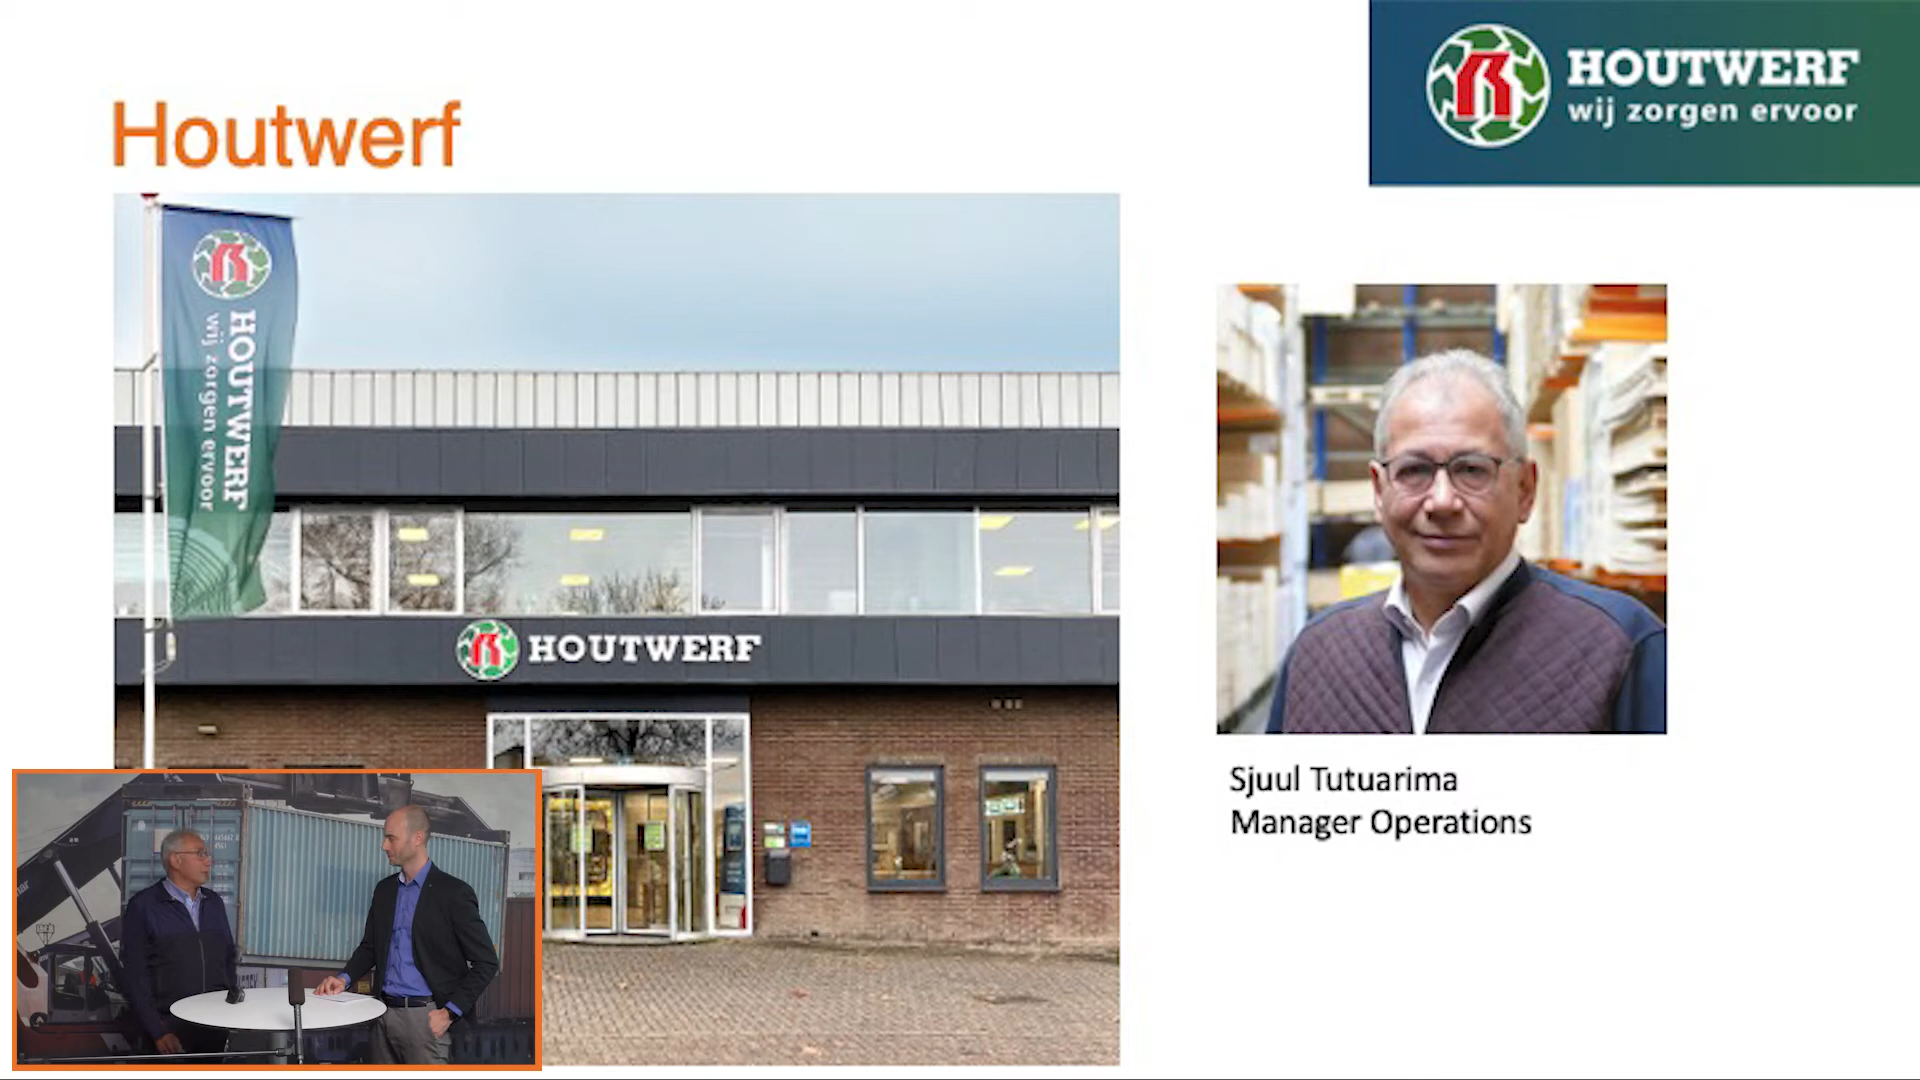 HOUTWERF
wij zorgen ervoor
Houtwerf
HOUTWERF
wij zorgen ervoor
HOUTWERF
Sjuul Tutuarima
Manager Operations